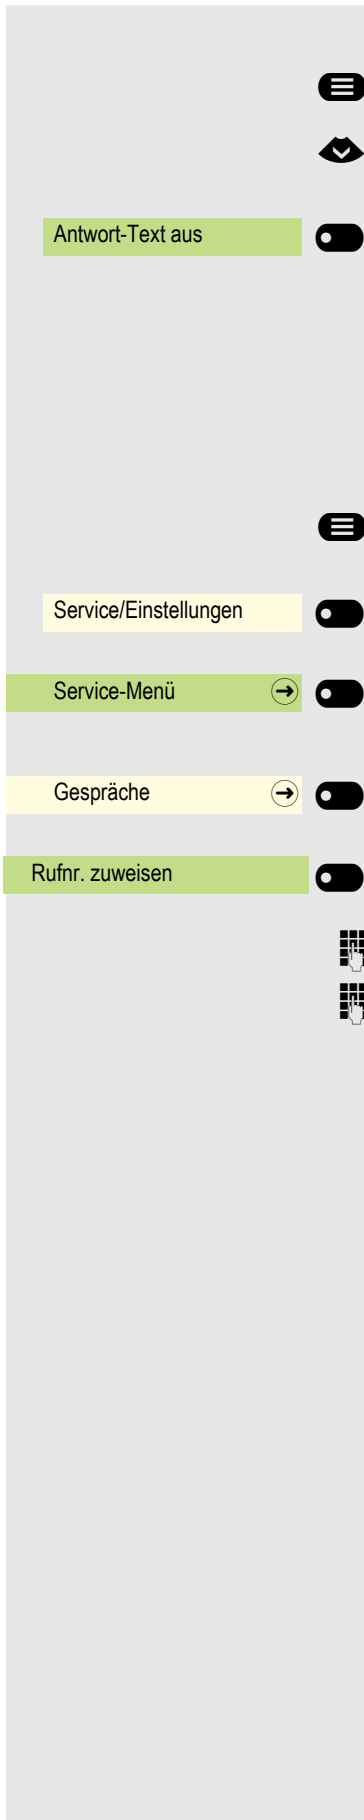 Antwort-Text aus
Service/Einstellungen
Service-Menü
Gespräche
Rufnr. zuweisen